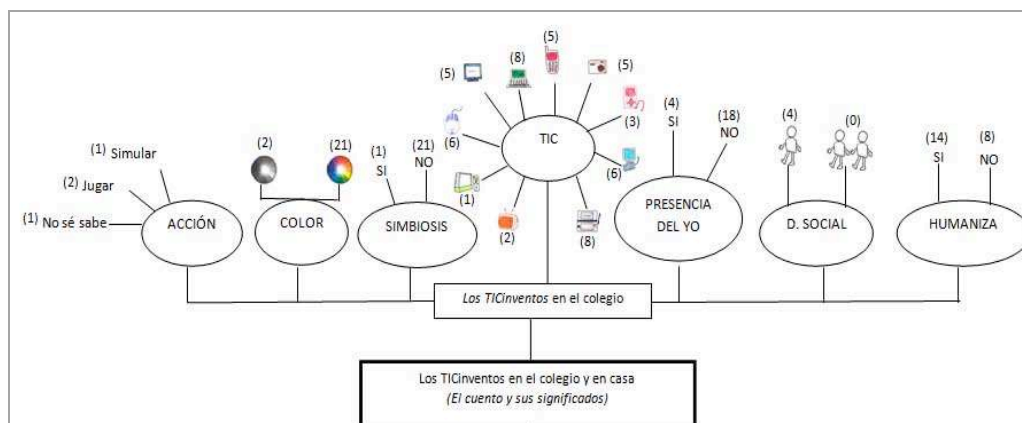 (5)
(8)
(5)
(5)
(4)
SI
(18)
NO
(4)
(0)
(2)
(21)
(1)
SI
(21)
NO
(6)
(3)
(14)
SI
(8)
NO
(1) Simular
(2) Jugar
(1) No sé sabe
TIC
(1)
(6)
(2)
(8)
ACCIÓN
COLOR
SIMBIOSIS
PRESENCIA
DEL YO
D. SOCIAL
HUMANIZA
Los TICinventos en el colegio
Los TICinventos en el colegio y en casa
(El cuento y sus significados)